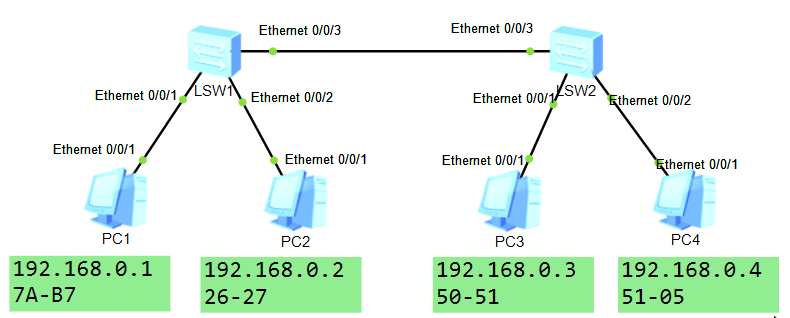 Ethernet 0/0/3
Ethernet 0/0/3
LSW1
LSW2
Ethernet 0/0/1
Ethernet 0/0/2
Ethernet 0/0/1
Ethernet 0/0/2
Ethernet 0/0/1
Ethernet 0/0/1
Ethernet 0/0/1
Ethernet 0/0/1
PC1
PC2
PC3
PC4
192.168.0.1
7A-B7
192.168.0.2
26-27
192.168.0.3
50-51
192.168.0.4
51-05